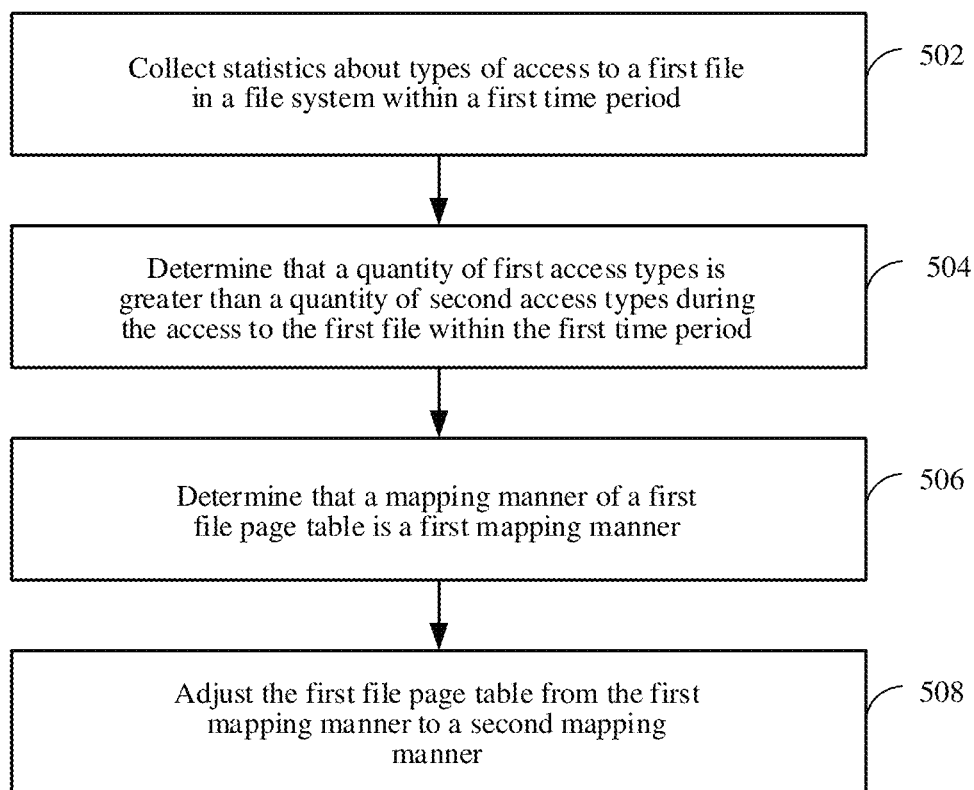 Collect statistics about types of access to a first file
in a file system within a first time period
502
Determine that a quantity of first access types is
greater than a quantity of second access types during
the access to the first file within the first time period
504
Determine that a mapping manner of a first
file page table is a first mapping manner
506
Adjust the first file page table from the first
mapping manner to a second mapping
manner
508